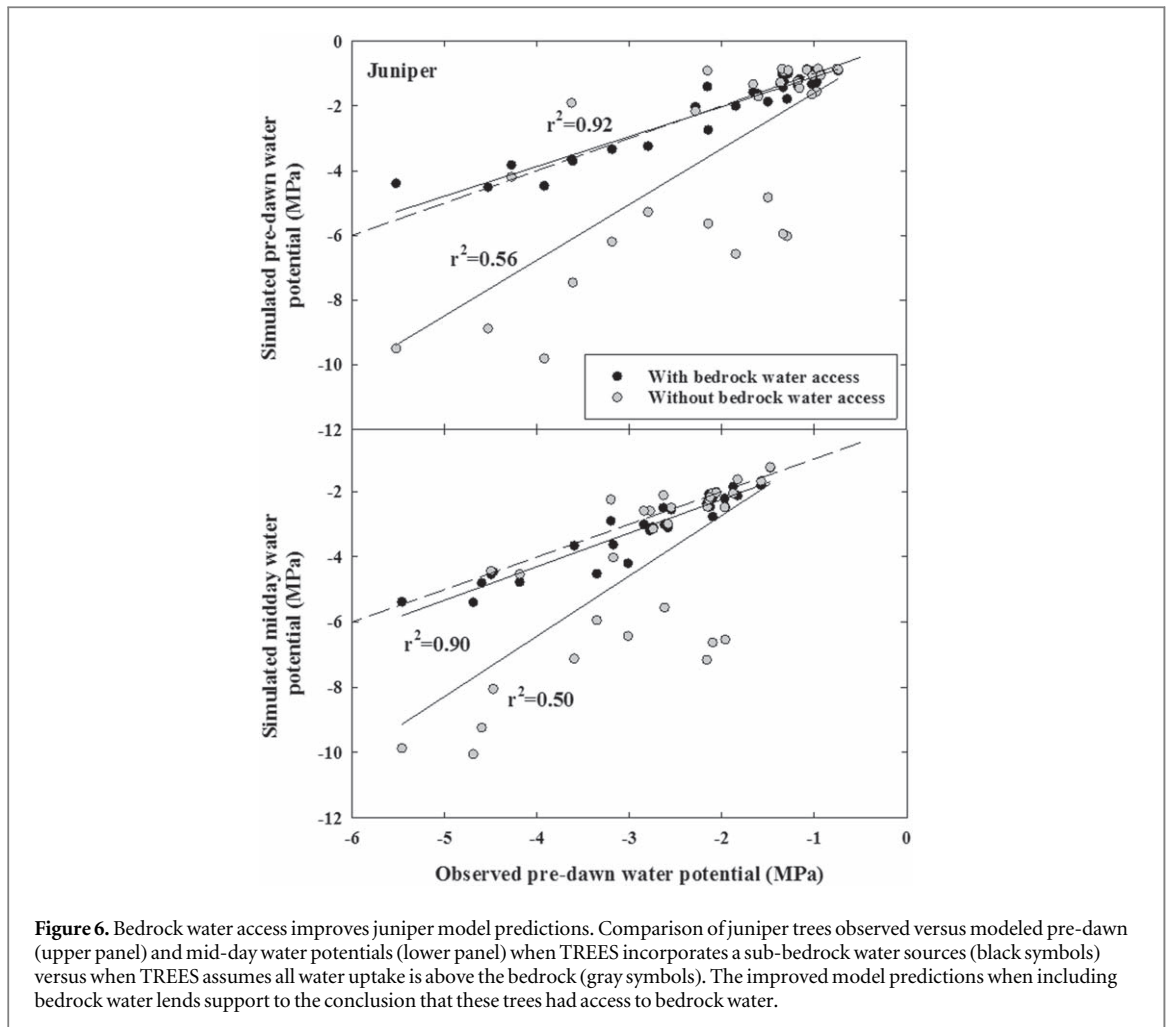 0
Juniper
-2
r²=0.92
-4
Simulated pre-dawn water
potential (MPa)
-6
r²=0.56
-8
-10
With bedrock water access
Without bedrock water access
-12
-2
-4
Simulated midday water
potential (MPa)
-6
r²=0.90
-8
r²=0.50
-10
-12
-6 -5 -4 -3 -2 -1 0
Observed pre-dawn water potential (MPa)
Figure 6. Bedrock water access improves juniper model predictions. Comparison of juniper trees observed versus modeled pre-dawn
(upper panel) and mid-day water potentials (lower panel) when TREES incorporates a sub-bedrock water sources (black symbols)
versus when TREES assumes all water uptake is above the bedrock (gray symbols). The improved model predictions when including
bedrock water lends support to the conclusion that these trees had access to bedrock water.